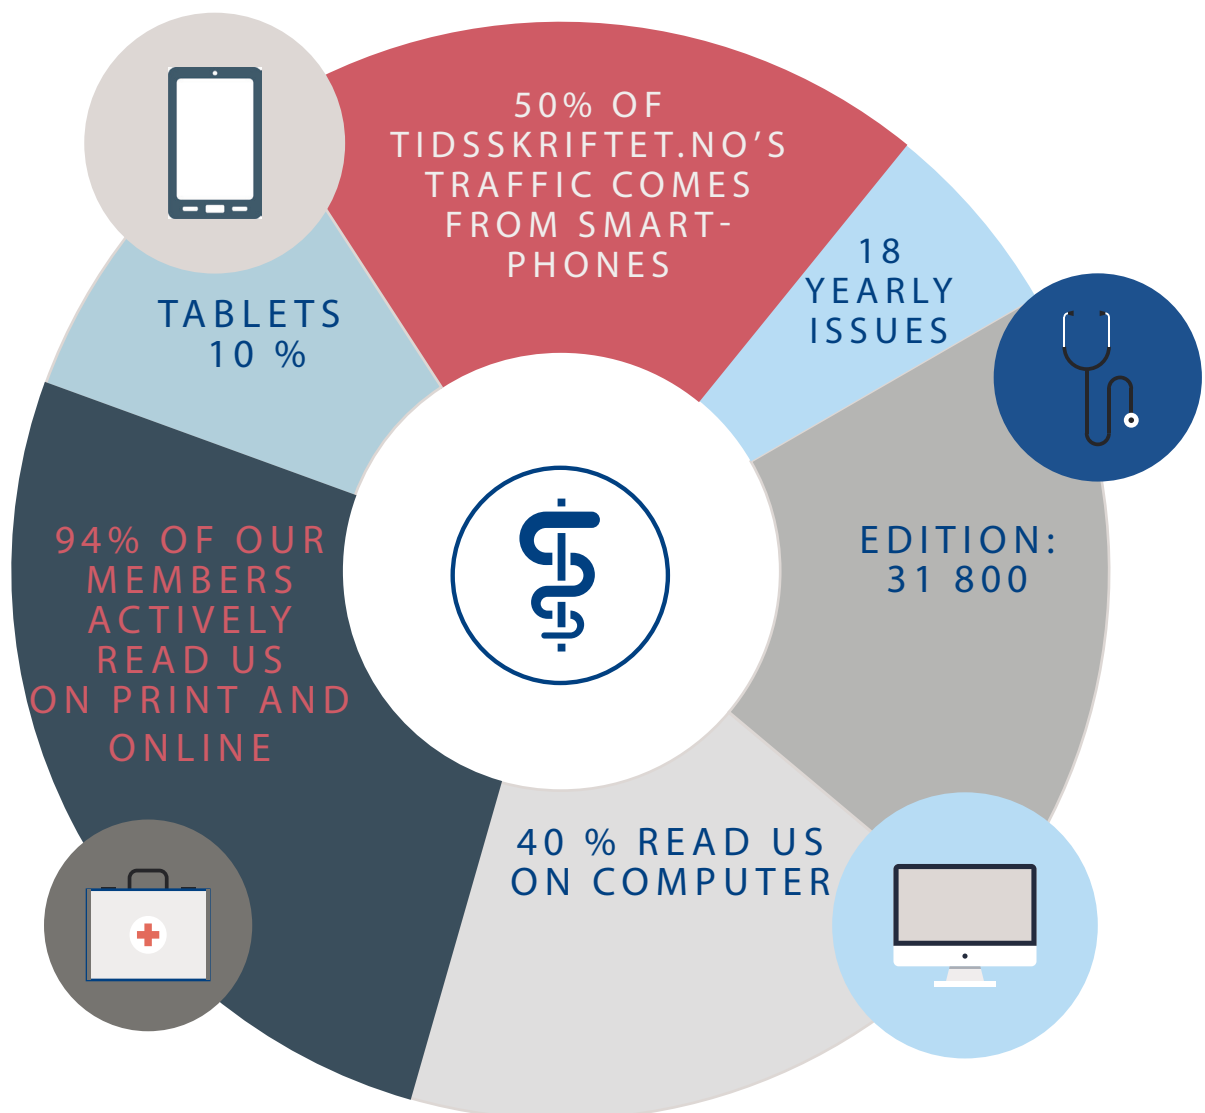 50% OF
TIDSSKRIFTET.NO’S
TRAFFIC COMES
FROM SMART-
PHONES
18
YEARLY
ISSUES
TABLETS
10 %
EDITION:
31 800
94% OF OUR
MEMBERS
ACTIVELY
READ US
ON PRINT AND
ONLINE
40 % READ US
ON COMPUTER